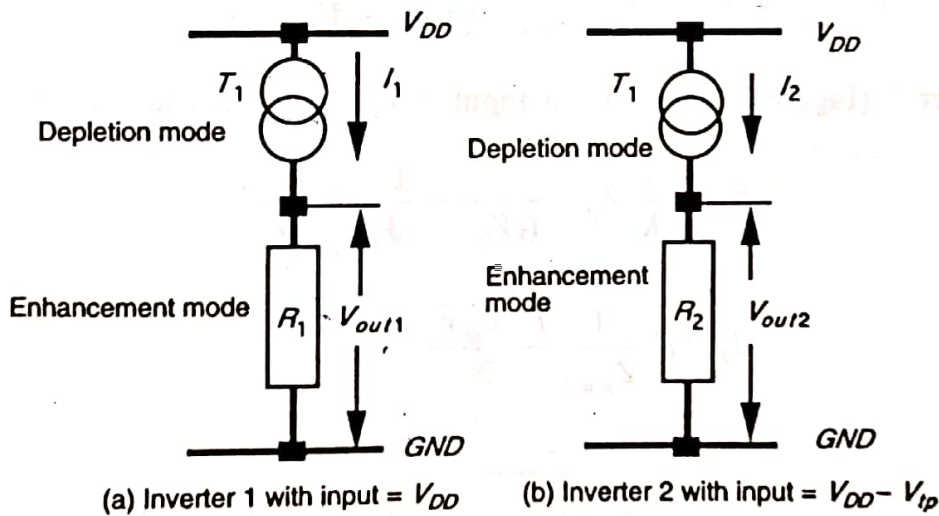 V_DD
T_1
I_1
Depletion mode
Enhancement mode
R_1
V_out1
GND
(a) Inverter 1 with input = V_DD
V_DD
T_1
I_2
Depletion mode
Enhancement
mode
R_2
V_out2
GND
(b) Inverter 2 with input = V_DD – V_tp